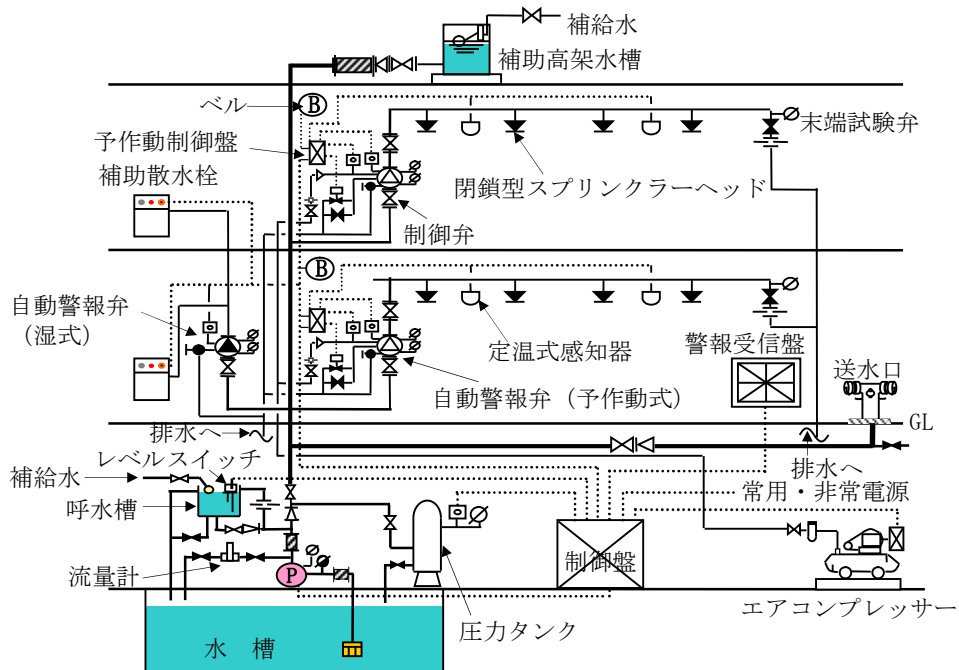 補給水
補助高架水槽
ベル
B
末端試験弁
予作動制御盤
補助散水栓
閉鎖型スプリンクラーヘッド
制御弁
B
自動警報弁
（湿式）
定温式感知器
警報受信盤
送水口
自動警報弁（予作動式）
GL
排水へ
レベルスイッチ
補給水
排水へ
呼水槽
常用・非常電源
制御盤
流量計
P
エアコンプレッサー
圧力タンク
水　槽